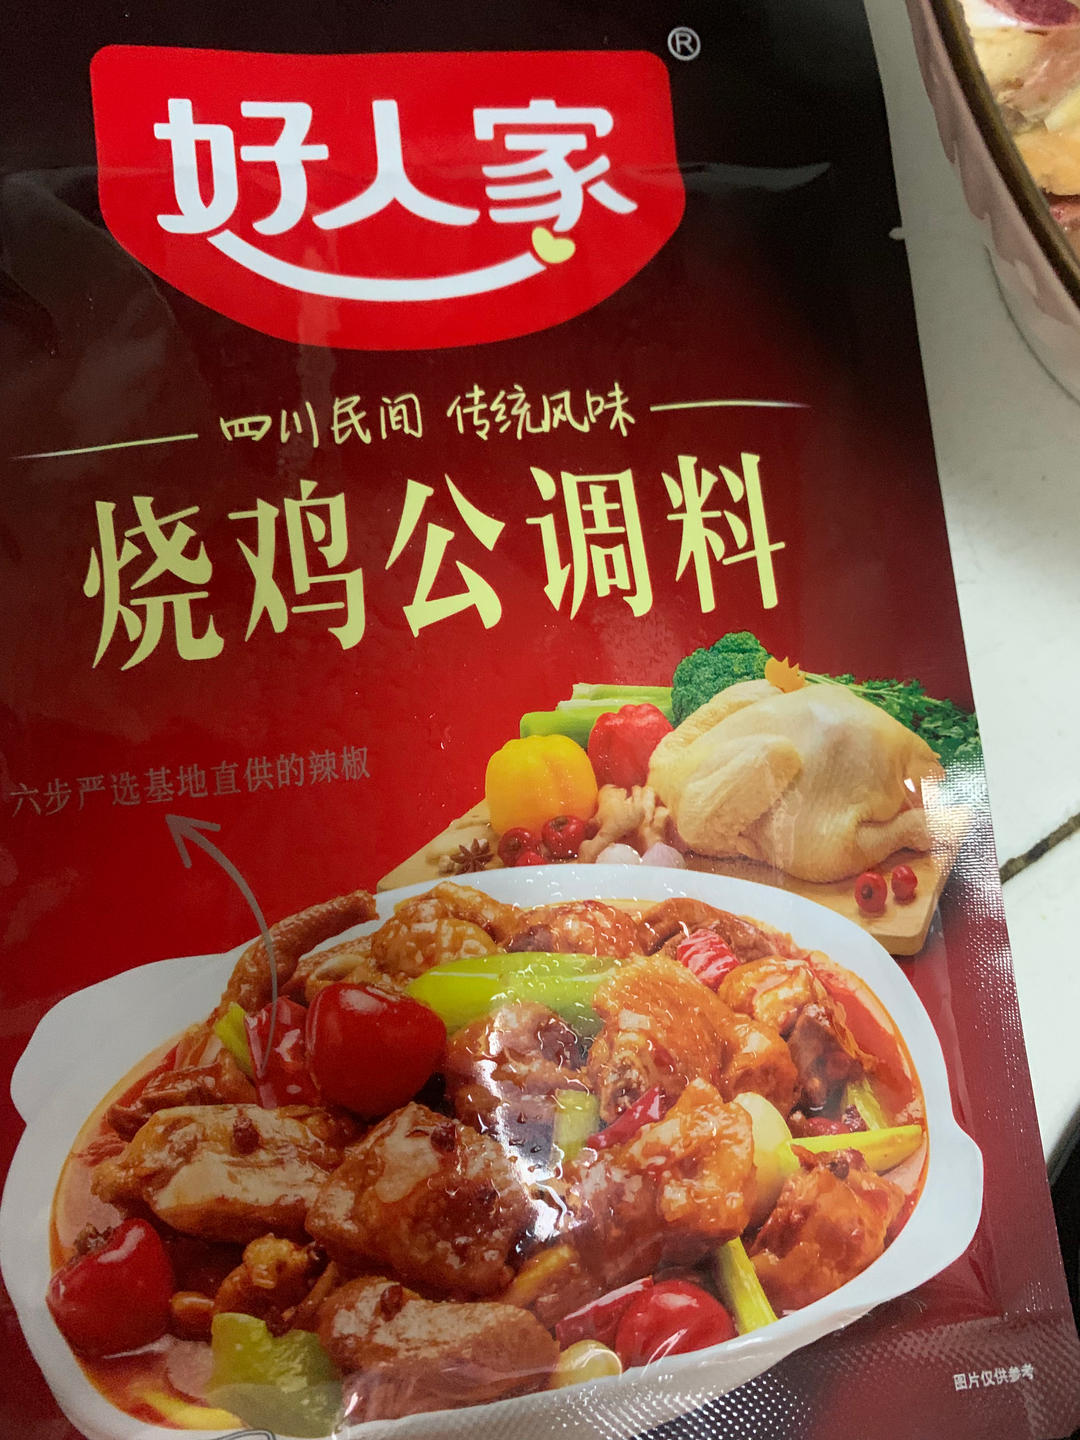 好人家®
四川民间 传统风味
烧鸡公调料
六步严选基地直供的辣椒
图片仅供参考